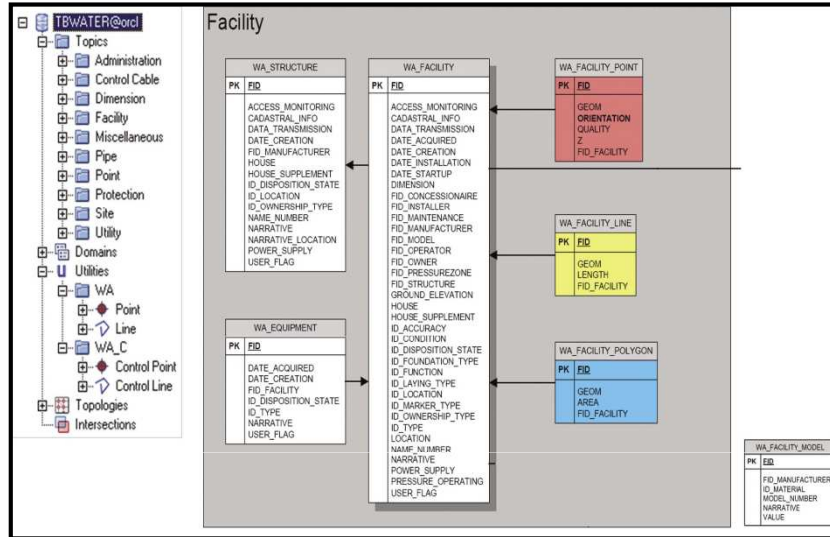 TBWATER@orcl
Topics
Administration
Control Cable
Dimension
Facility
Miscellaneous
Pipe
Point
Protection
Site
Utility
Domains
Utilities
WA
Point
Line
WA_C
Control Point
Control Line
Topologies
Intersections
Facility
WA_STRUCTURE
PK FID
ACCESS_MONITORING
CADASTRAL_INFO
DATA_TRANSMISSION
DATE_CREATION
FID_MANUFACTURER
HOUSE
HOUSE_SUPPLEMENT
ID_DISPOSITION_STATE
ID_LOCATION
ID_OWNERSHIP_TYPE
NAME_NUMBER
NARRATIVE
NARRATIVE_LOCATION
POWER_SUPPLY
USER_FLAG
WA_EQUIPMENT
PK FID
DATE_ACQUIRED
DATE_CREATION
FID_FACILITY
ID_DISPOSITION_STATE
ID_TYPE
NARRATIVE
USER_FLAG
WA_FACILITY
PK FID
ACCESS_MONITORING
CADASTRAL_INFO
DATA_TRANSMISSION
DATE_ACQUIRED
DATE_CREATION
DATE_INSTALLATION
DATE_STARTUP
DIMENSION
FID_CONCESSIONAIRE
FID_INSTALLER
FID_MAINTENANCE
FID_MANUFACTURER
FID_MODEL
FID_OPERATOR
FID_OWNER
FID_PRESSUREZONE
FID_STRUCTURE
GROUND_ELEVATION
HOUSE
HOUSE_SUPPLEMENT
ID_ACCURACY
ID_CONDITION
ID_DISPOSITION_STATE
ID_FOUNDATION_TYPE
ID_FUNCTION
ID_LAYING_TYPE
ID_LOCATION
ID_MARKER_TYPE
ID_OWNERSHIP_TYPE
ID_TYPE
LOCATION
NAME_NUMBER
NARRATIVE
POWER_SUPPLY
PRESSURE_OPERATING
USER_FLAG
WA_FACILITY_POINT
PK FID
GEOM
ORIENTATION
QUALITY
Z
FID_FACILITY
WA_FACILITY_LINE
PK FID
GEOM
LENGTH
FID_FACILITY
WA_FACILITY_POLYGON
PK FID
GEOM
AREA
FID_FACILITY
WA_FACILITY_MODEL
PK FID
FID_MANUFACTURER
ID_MATERIAL
MODEL_NUMBER
NARRATIVE
VALUE